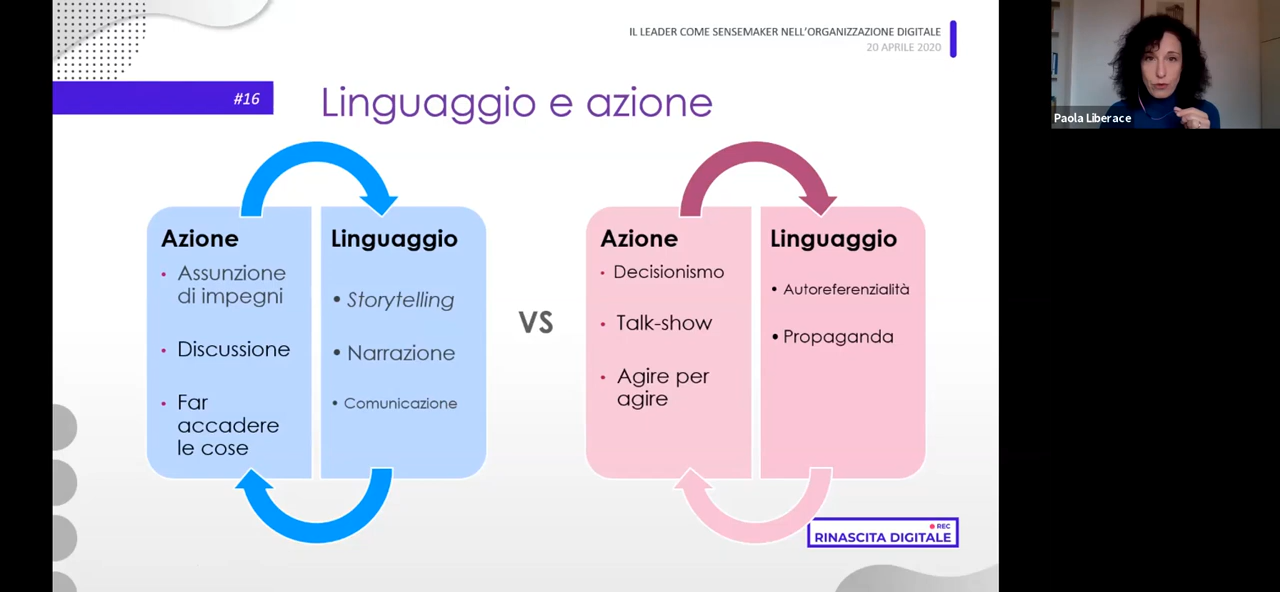 IL LEADER COME SENSEMAKER NELL'ORGANIZZAZIONE DIGITALE
20 APRILE 2020
#16
Linguaggio e azione
Azione
• Assunzione
di impegni
• Discussione
• Far
accadere
le cose
Linguaggio
• Storytelling
• Narrazione
• Comunicazione
VS
Azione
• Decisionismo
• Talk-show
• Agire per
agire
Linguaggio
• Autoreferenzialità
• Propaganda
REC
RINASCITA DIGITALE
Paola Liberace